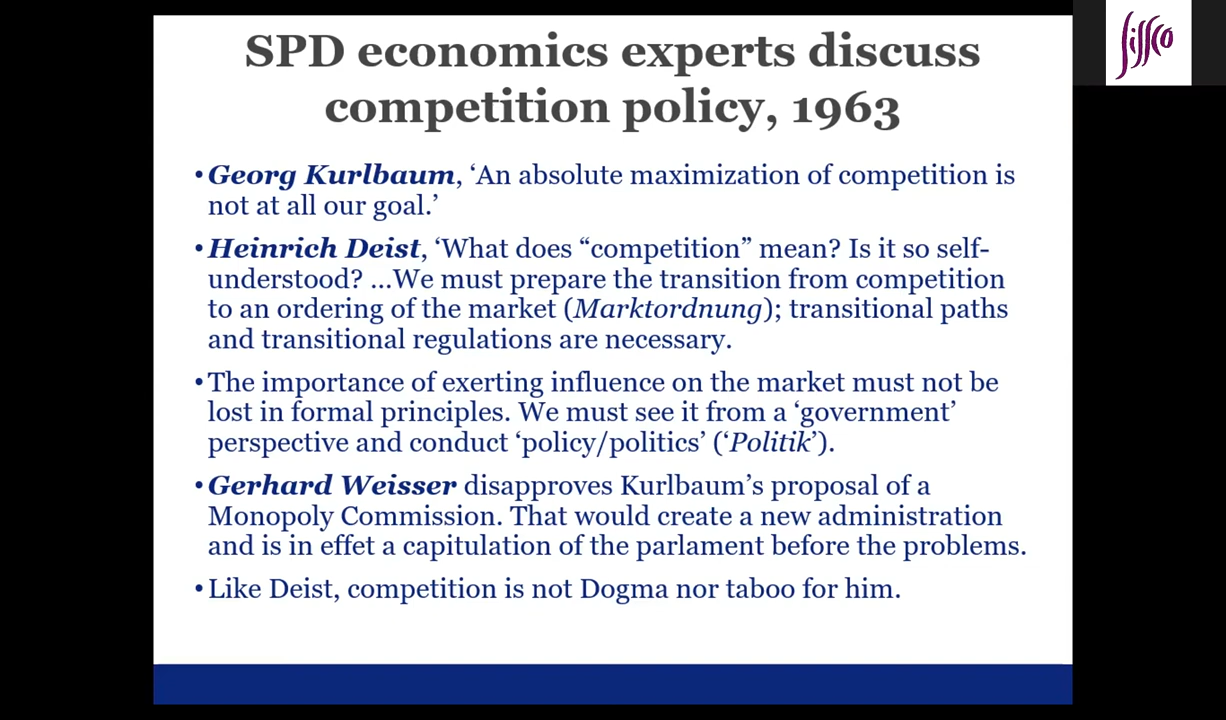 SPD economics experts discuss
competition policy, 1963
•Georg Kurlbaum, ‘An absolute maximization of competition is
not at all our goal.’
•Heinrich Deist, ‘What does “competition” mean? Is it so self-
understood? …We must prepare the transition from competition
to an ordering of the market (Marktordnung); transitional paths
and transitional regulations are necessary.
•The importance of exerting influence on the market must not be
lost in formal principles. We must see it from a ‘government’
perspective and conduct ‘policy/politics’ (‘Politik’).
•Gerhard Weisser disapproves Kurlbaum’s proposal of a
Monopoly Commission. That would create a new administration
and is in effet a capitulation of the parlament before the problems.
•Like Deist, competition is not Dogma nor taboo for him.